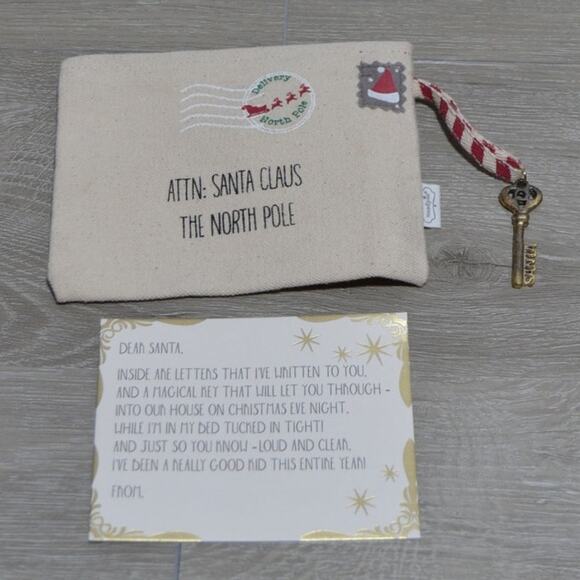 Delivery
North Pole
ATTN: SANTA CLAUS
THE NORTH POLE
SANTA
DEAR SANTA,
INSIDE ARE LETTERS THAT I'VE WRITTEN TO YOU,
AND A MAGICAL KEY THAT WILL LET YOU THROUGH -
INTO OUR HOUSE ON CHRISTMAS EVE NIGHT,
WHILE I'M IN MY BED TUCKED IN TIGHT!
AND JUST SO YOU KNOW -LOUD AND CLEAR,
I'VE BEEN A REALLY GOOD KID THIS ENTIRE YEAR!
FROM,